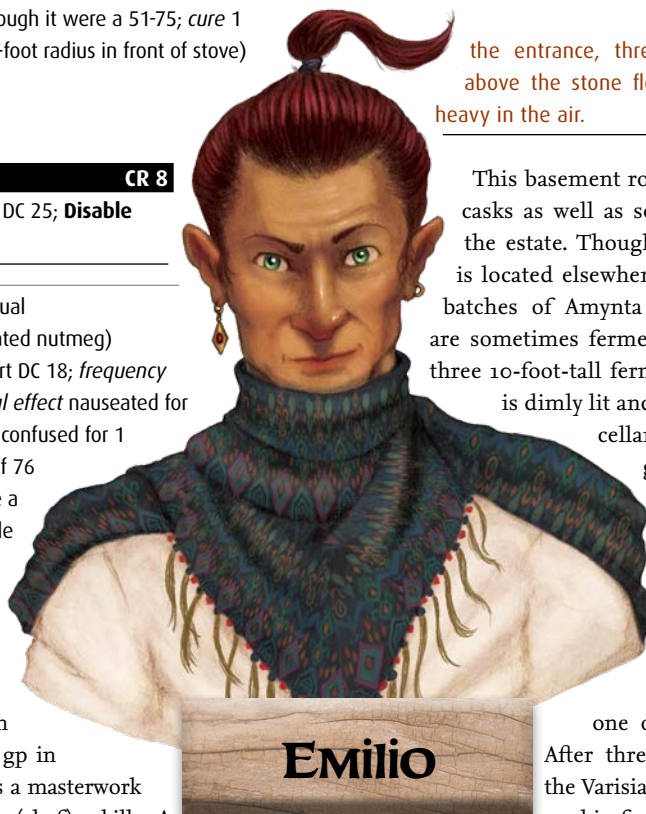 ough it were a 51-75; cure 1
-foot radius in front of stove)
CR 8
DC 25; Disable
ual
ated nutmeg)
rt DC 18; frequency
al effect nauseated for
confused for 1
f 76
e a
le
n
gp in
s a masterwork
the entrance, thre
above the stone fl
heavy in the air.
This basement ro
casks as well as s
the estate. Though
is located elsewher
batches of Amynta
are sometimes ferme
three 10-foot-tall ferm
is dimly lit and
cellar
g
one o
After thre
the Varisia
Emilio